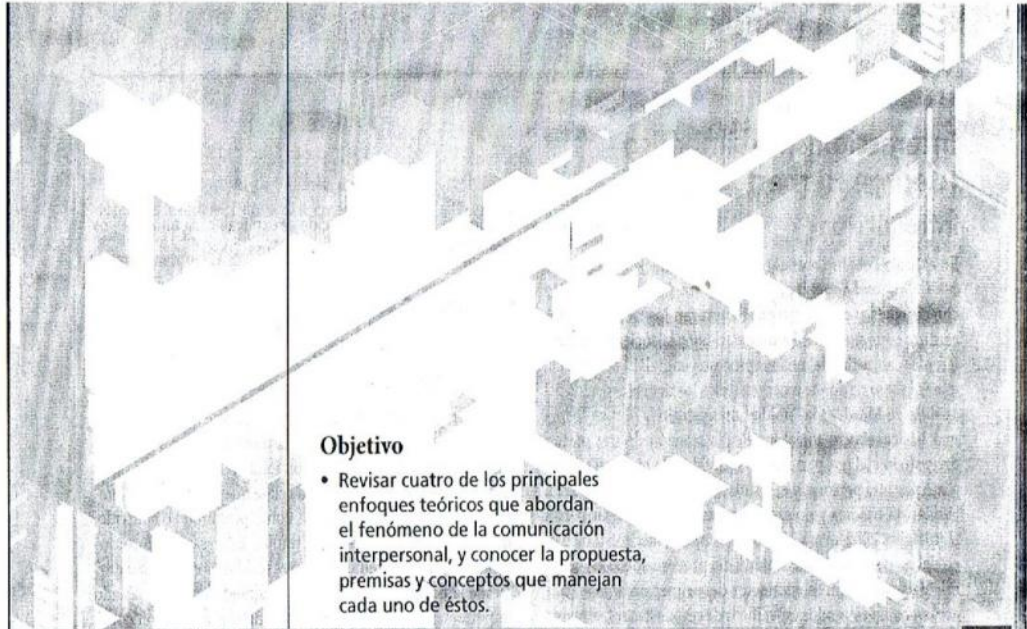 Objetivo
• Revisar cuatro de los principales
enfoques teóricos que abordan
el fenómeno de la comunicación
interpersonal, y conocer la propuesta,
premisas y conceptos que manejan
cada uno de éstos.